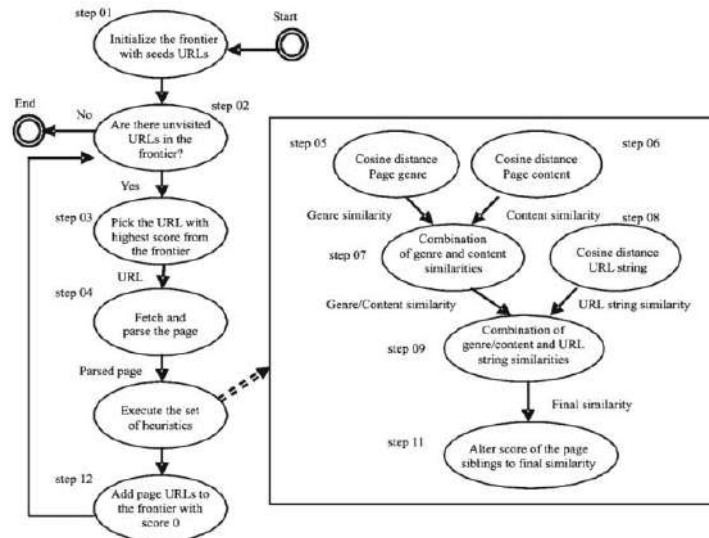 step 01
Start
Initialize the frontier
with seeds URLs
End
No
step 02
Are there unvisited
URLs in the
frontier?
Yes
step 03
Pick the URL with
highest score from
the frontier
URL
step 04
Fetch and
parse the page
Parsed page
Execute the set
of heuristics
step 12
Add page URLs to
the frontier with
score 0
step 05
Cosine distance
Page genre
Cosine distance
Page content
step 06
Genre similarity
Content similarity
step 08
step 07
Combination
of genre and content
similarities
Cosine distance
URL string
Genre/Content similarity
URL string similarity
step 09
Combination of
genre/content and URL
string similarities
Final similarity
step 11
Alter score of the page
siblings to final similarity